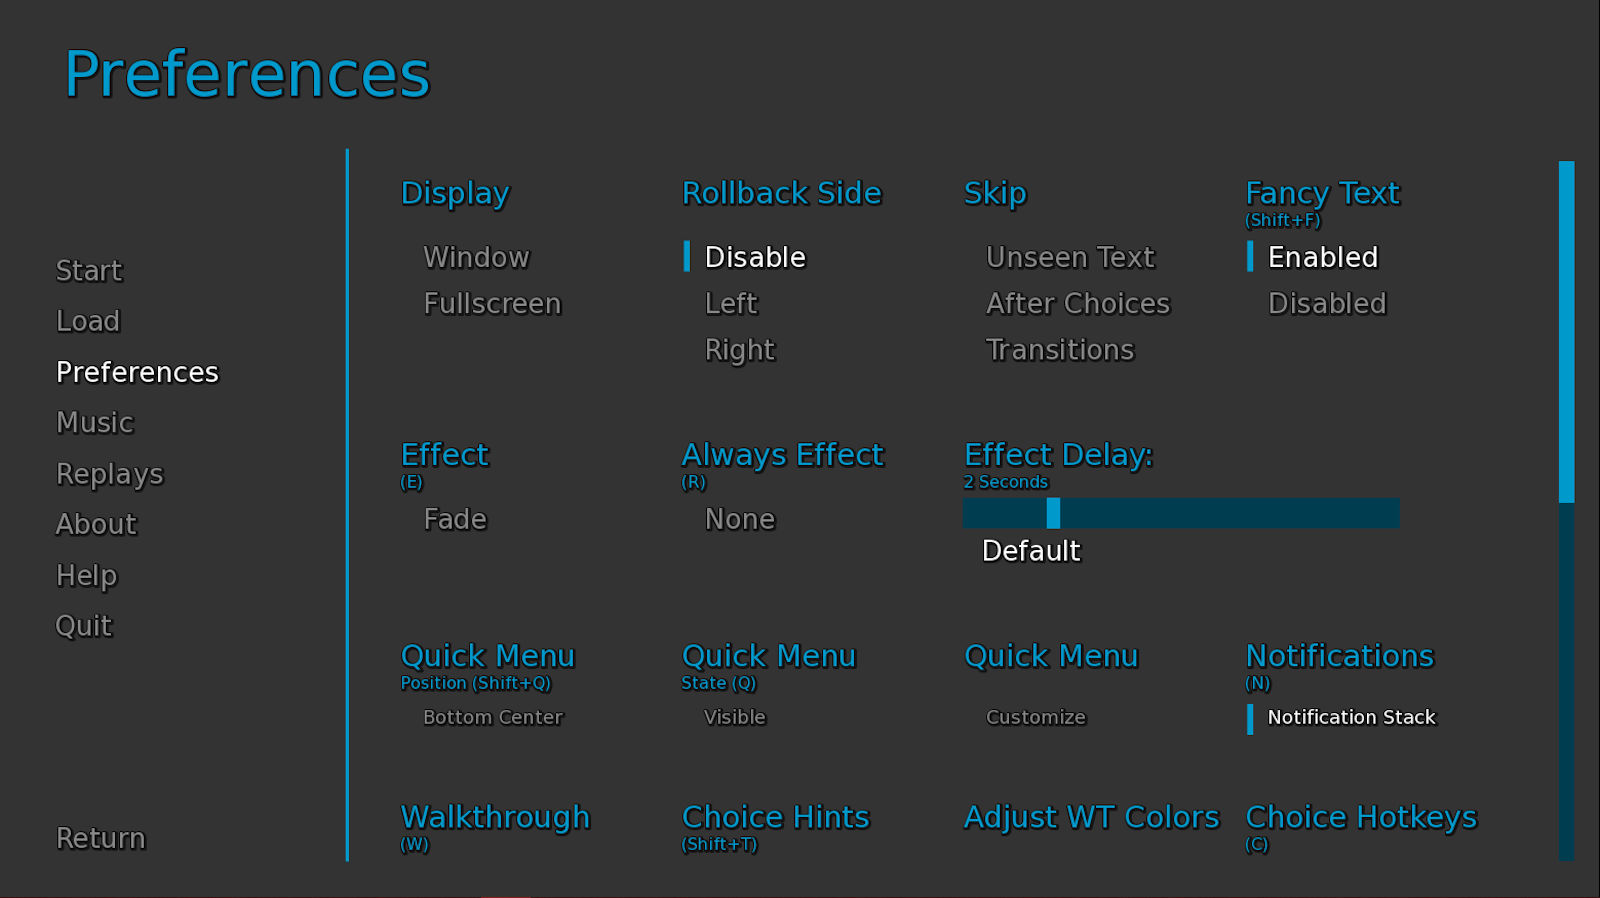 Preferences
Start
Load
Preferences
Music
Replays
About
Help
Quit
Return
Display
Window
Fullscreen
Rollback Side
Disable
Left
Right
Skip
Unseen Text
After Choices
Transitions
Fancy Text
(Shift+F)
Enabled
Disabled
Effect
(E)
Fade
Always Effect
(R)
None
Effect Delay:
2 Seconds
Default
Quick Menu
Position (Shift+Q)
Bottom Center
Quick Menu
State (Q)
Visible
Quick Menu
Customize
Notifications
(N)
Notification Stack
Walkthrough
(W)
Choice Hints
(Shift+T)
Adjust WT Colors
Choice Hotkeys
(C)